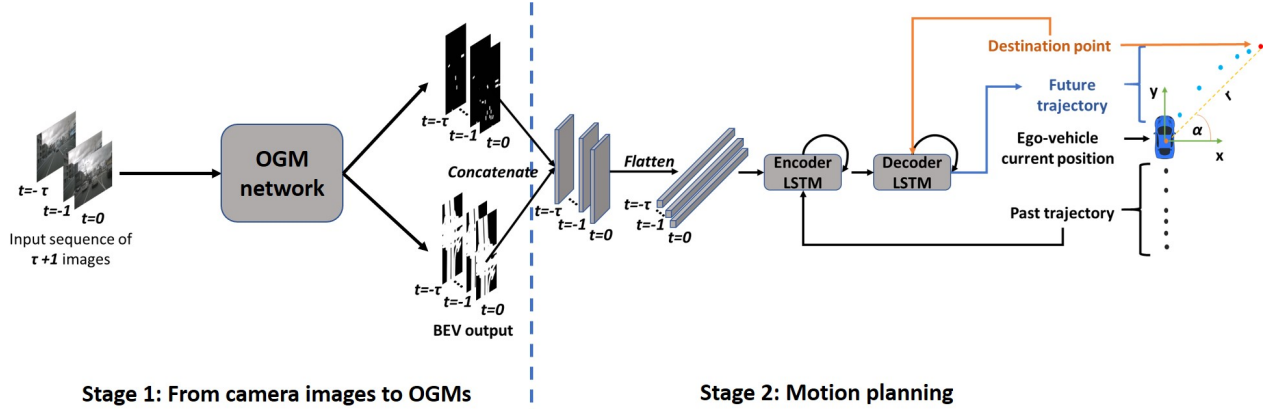 t=- τ
t=-1
t=0
Input sequence of
τ +1 images
OGM
network
t=-τ
t=-1
t=0
t=-τ
t=-1
t=0
BEV output
Concatenate
t=-τ
t=-1
t=0
Flatten
t=-τ
t=-1
t=0
Encoder
LSTM
Decoder
LSTM
Destination point
Future
trajectory
Ego-vehicle
current position
Past trajectory
y
r
α
x
Stage 1: From camera images to OGMs
Stage 2: Motion planning